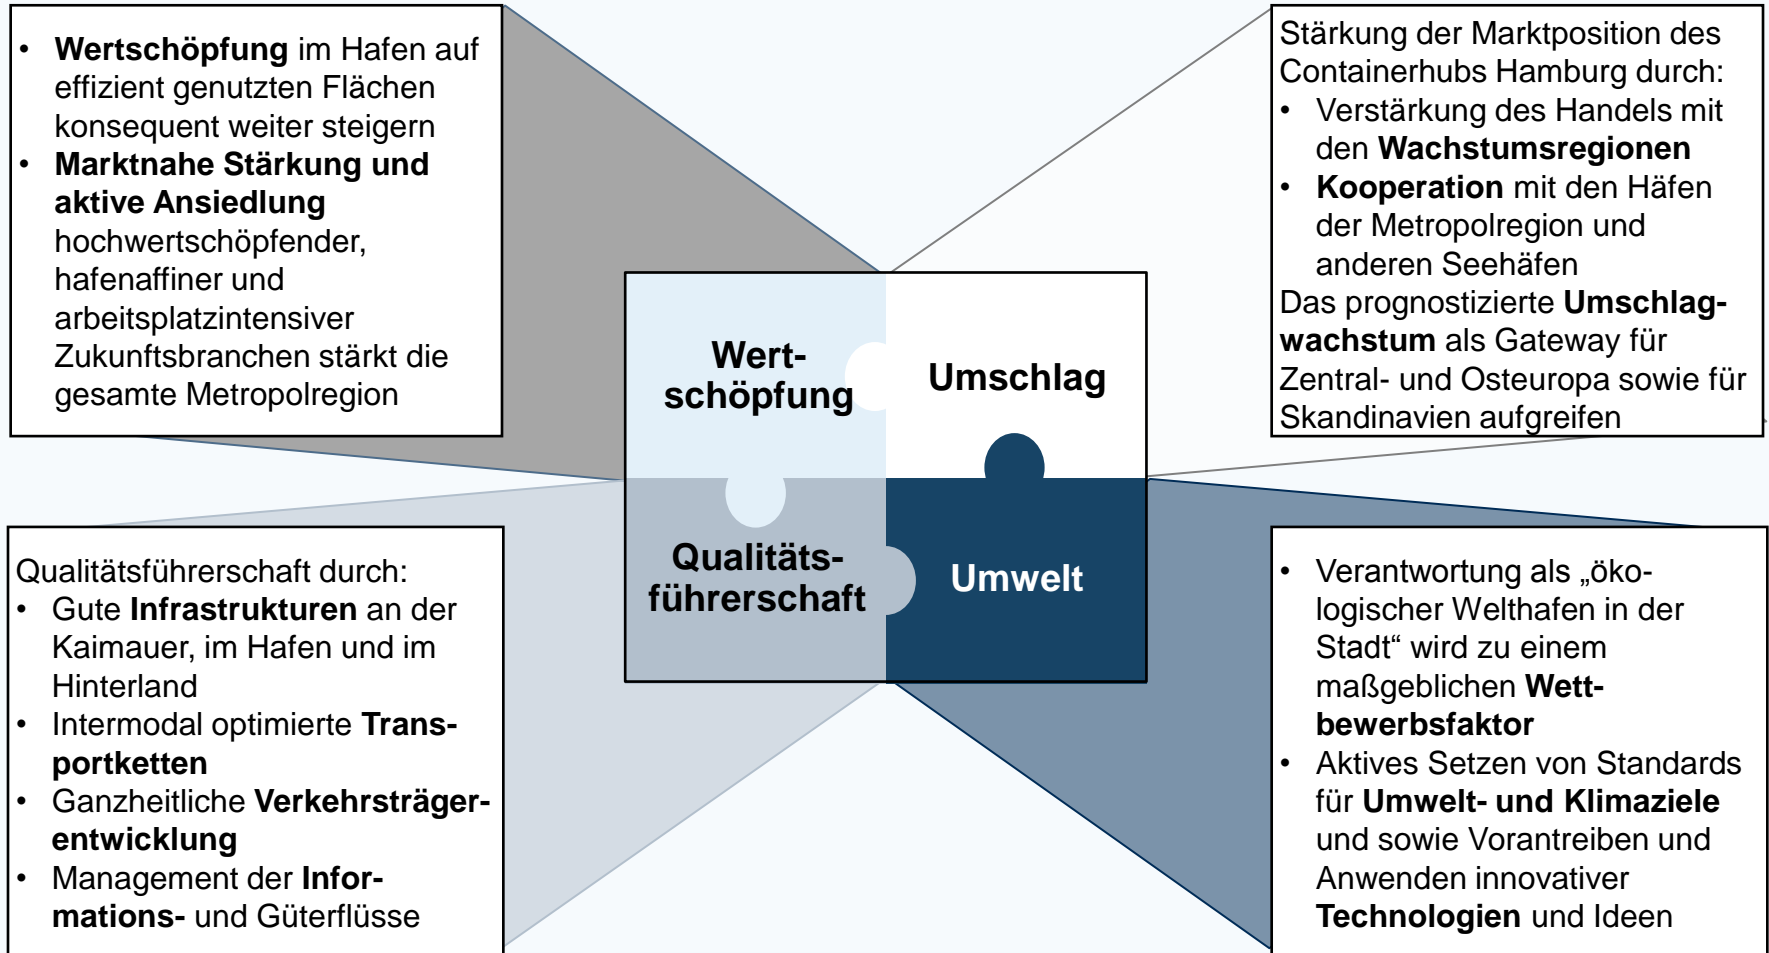 • Wertschöpfung im Hafen auf
effizient genutzten Flächen
konsequent weiter steigern
• Marktnahe Stärkung und
aktive Ansiedlung
hochwertschöpfender,
hafenaffiner und
arbeitsplatzintensiver
Zukunftsbranchen stärkt die
gesamte Metropolregion
Stärkung der Marktposition des
Containerhubs Hamburg durch:
• Verstärkung des Handels mit
den Wachstumsregionen
• Kooperation mit den Häfen
der Metropolregion und
anderen Seehäfen
Das prognostizierte Umschlag-
wachstum als Gateway für
Zentral- und Osteuropa sowie für
Skandinavien aufgreifen
Wert-
schöpfung
Umschlag
Qualitäts-
führerschaft
Umwelt
Qualitätsführerschaft durch:
• Gute Infrastrukturen an der
Kaimauer, im Hafen und im
Hinterland
• Intermodal optimierte Trans-
portketten
• Ganzheitliche Verkehrsträger-
entwicklung
• Management der Infor-
mations- und Güterflüsse
• Verantwortung als „öko-
logischer Welthafen in der
Stadt“ wird zu einem
maßgeblichen Wett-
bewerbsfaktor
• Aktives Setzen von Standards
für Umwelt- und Klimaziele
und sowie Vorantreiben und
Anwenden innovativer
Technologien und Ideen